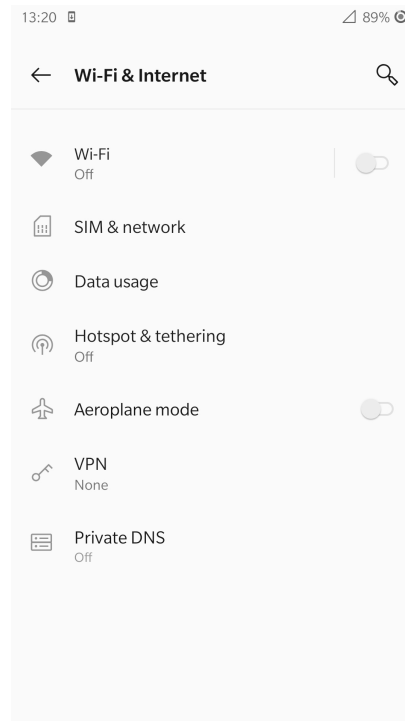 13:20 89%
Wi-Fi & Internet
Wi-Fi
Off
SIM & network
Data usage
Hotspot & tethering
Off
Aeroplane mode
VPN
None
Private DNS
Off